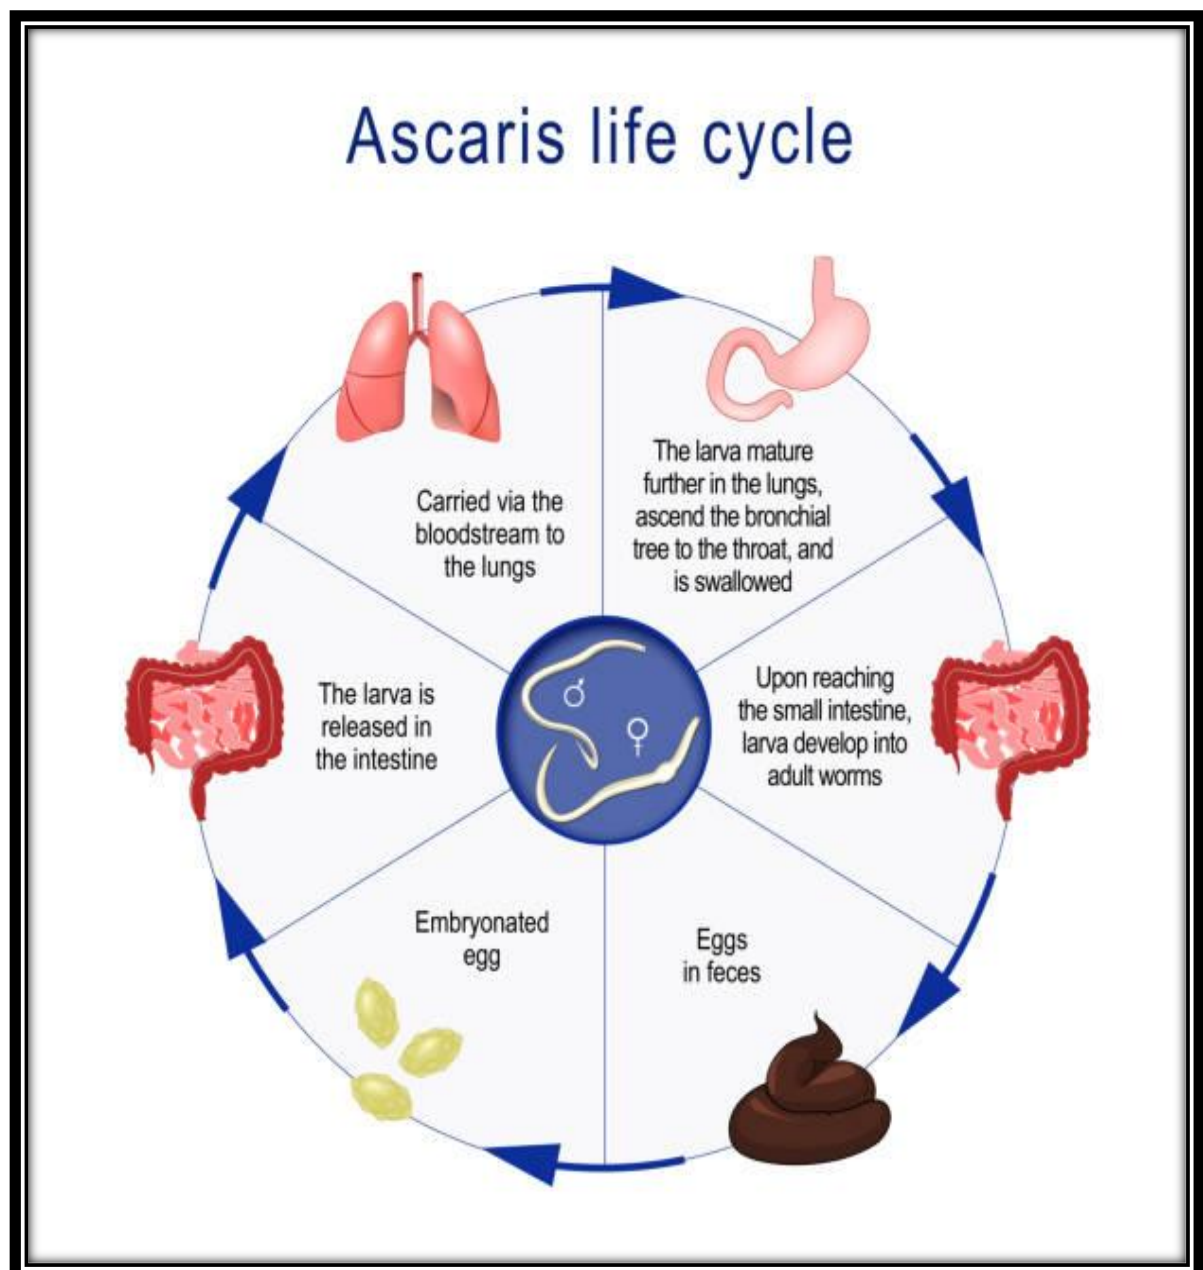 Ascaris life cycle
The larva mature
further in the lungs,
ascend the bronchial
tree to the throat, and
is swallowed
Upon reaching
the small intestine,
larva develop into
adult worms
Eggs
in feces
Embryonated
egg
The larva is
released in
the intestine
Carried via the
bloodstream to
the lungs
♂
♀